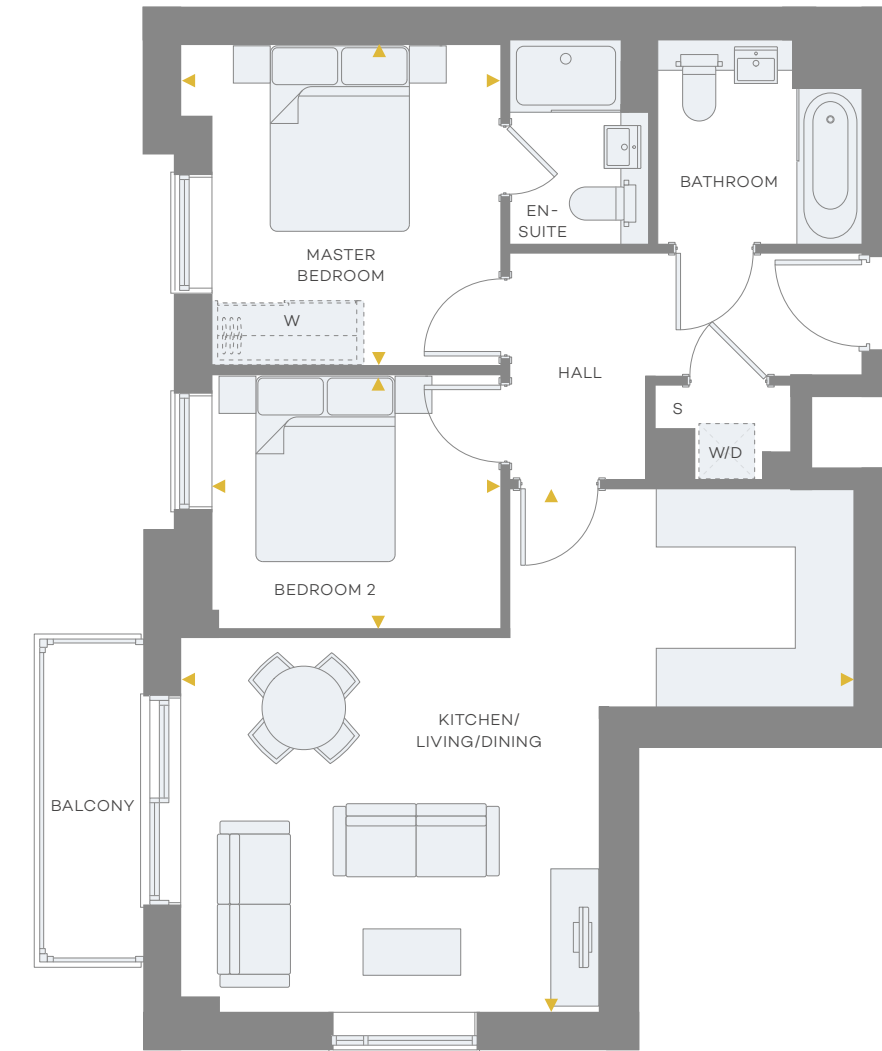 BATHROOM
EN-
SUITE
MASTER
BEDROOM
W
HALL
S
W/D
BEDROOM 2
KITCHEN/
LIVING/DINING
BALCONY